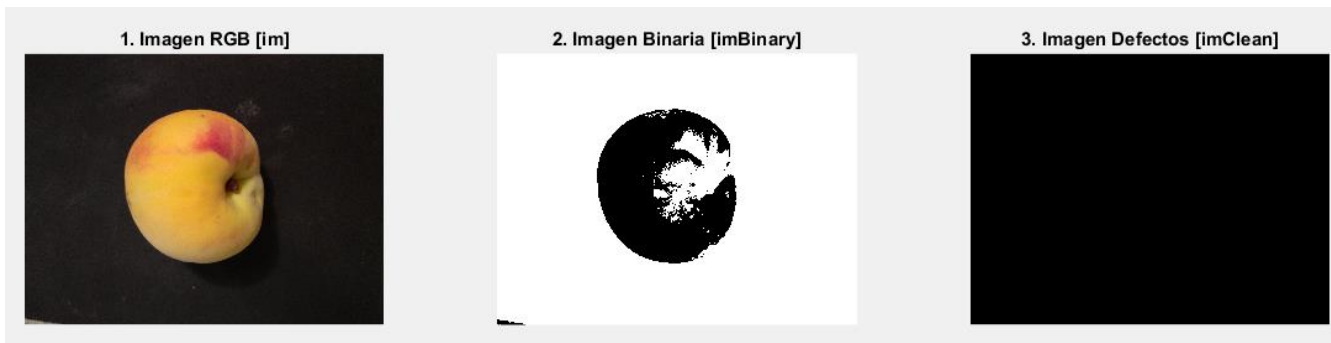 1. Imagen RGB [im]
2. Imagen Binaria [imBinary]
3. Imagen Defectos [imClean]